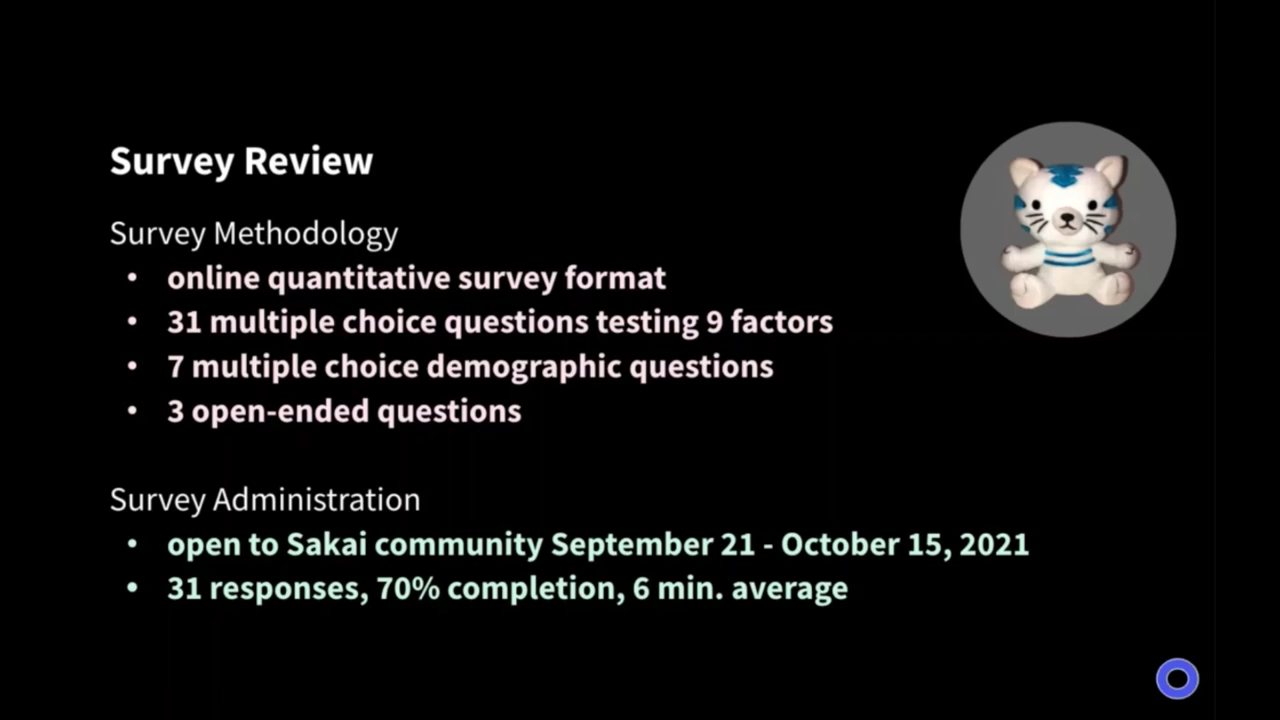 Survey Review
Survey Methodology
• online quantitative survey format
• 31 multiple choice questions testing 9 factors
• 7 multiple choice demographic questions
• 3 open-ended questions
Survey Administration
• open to Sakai community September 21 - October 15, 2021
• 31 responses, 70% completion, 6 min. average